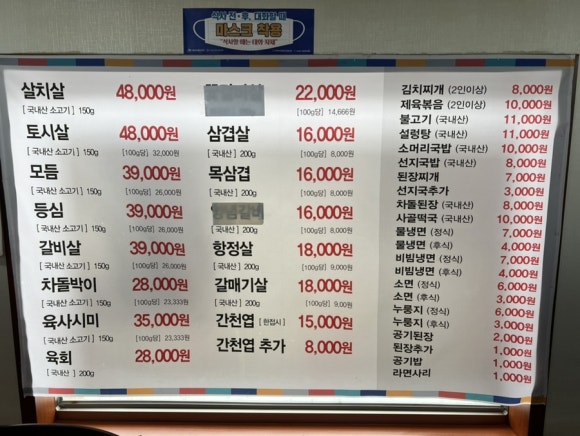 식사 전·후, 대화할 때
마스크 착용
"식사할 때는 대화 자제"
살치살 48,000원
[ 국내산 소고기 ] 150g
토시살 48,000원
[ 국내산 소고기 ] 150g [100g당] 32,000원
모둠 39,000원
[ 국내산 소고기 ] 150g [100g당] 26,000원
등심 39,000원
[ 국내산 소고기 ] 150g [100g당] 26,000원
갈비살 39,000원
[ 국내산 소고기 ] 150g [100g당] 26,000원
차돌박이 28,000원
[ 국내산 소고기 ] 150g [100g당] 23,333원
육사시미 35,000원
[ 국내산 소고기 ] 150g [100g당] 23,333원
육회 28,000원
[ 국내산 ] 200g
22,000원
[100g당] 14,666원
삼겹살 16,000원
[ 국내산 ] 200g [100g당] 8,000원
목삼겹 16,000원
[ 국내산 ] 200g [100g당] 8,000원
16,000원
[ 국내산 ] 200g [100g당] 8,000원
항정살 18,000원
[ 국내산 ] 200g [100g당] 9,000원
갈매기살 18,000원
[ 국내산 ] 200g [100g당] 9,00원
간천엽 [ 한접시 ] 15,000원
간천엽 추가 8,000원
김치찌개 (2인이상) 8,000원
제육볶음 (2인이상) 10,000원
불고기 (국내산) 11,000원
설렁탕 (국내산) 11,000원
소머리국밥 (국내산) 10,000원
선지국밥 (국내산) 8,000원
된장찌개 7,000원
선지국추가 3,000원
차돌된장 (국내산) 8,000원
사골떡국 (국내산) 10,000원
물냉면 (정식) 7,000원
물냉면 (후식) 4,000원
비빔냉면 (정식) 7,000원
비빔냉면 (후식) 4,000원
소면 (정식) 6,000원
소면 (후식) 3,000원
누룽지 (정식) 6,000원
누룽지 (후식) 3,000원
공기된장 2,000원
된장추가 1,000원
공기밥 1,000원
라면사리 1,000원